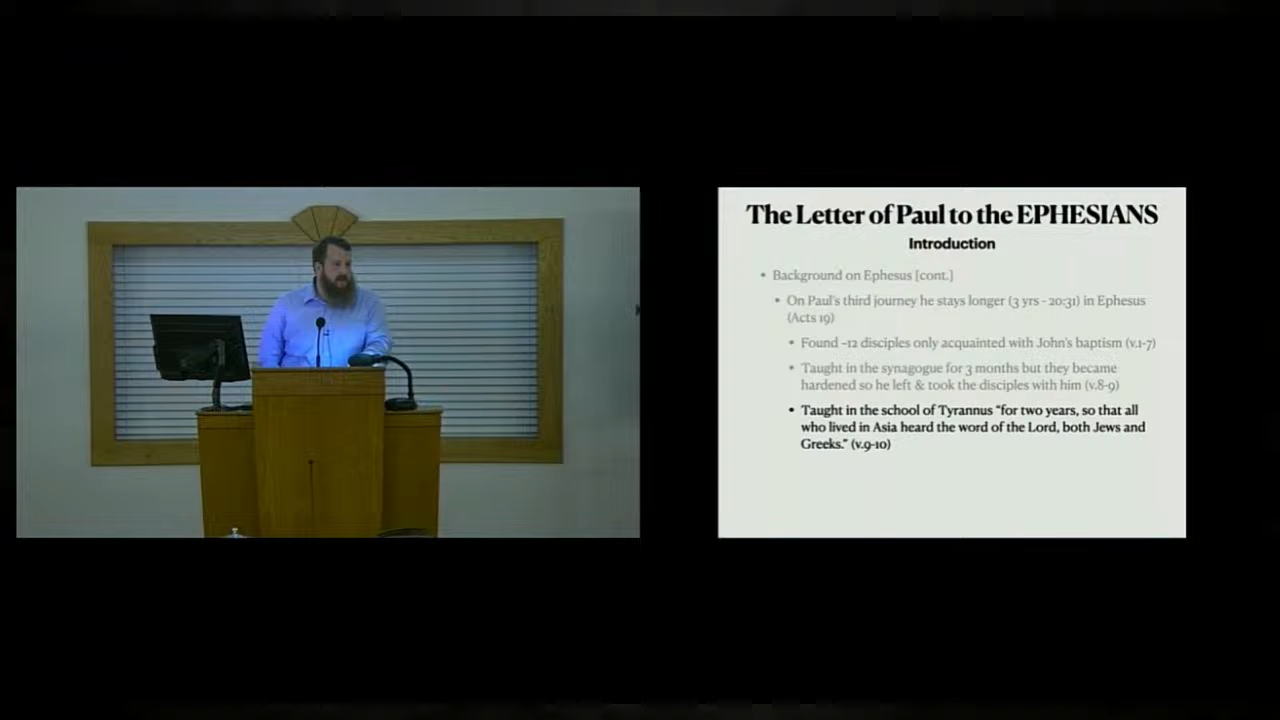 The Letter of Paul to the EPHESIANS
Introduction
• Background on Ephesus [cont.]
• On Paul's third journey he stays longer (3 yrs - 20:31) in Ephesus
(Acts 19)
• Found ~12 disciples only acquainted with John's baptism (v.1-7)
• Taught in the synagogue for 3 months but they became
hardened so he left & took the disciples with him (v.8-9)
• Taught in the school of Tyrannus "for two years, so that all
who lived in Asia heard the word of the Lord, both Jews and
Greeks." (v.9-10)